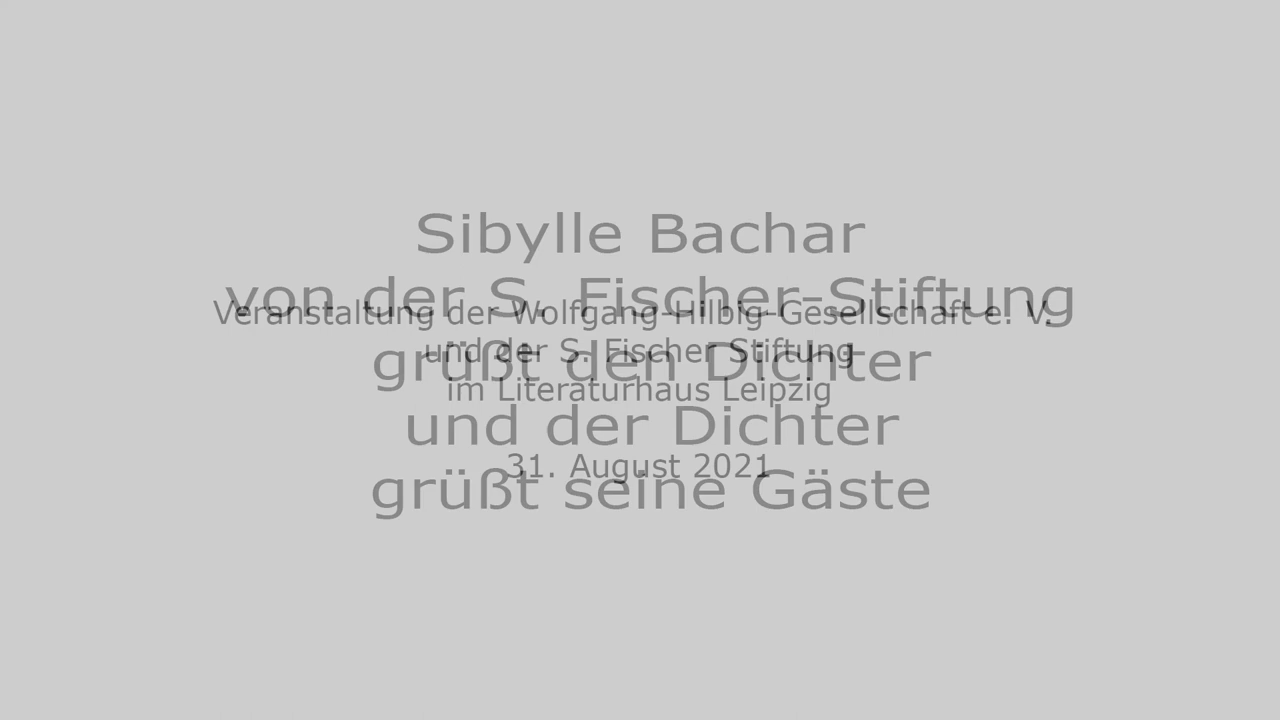 Sibylle Bachar
von der S. Fischer-Stiftung
grüßt den Dichter
und der Dichter
grüßt seine Gäste
Veranstaltung der Wolfgang-Hilbig-Gesellschaft e. V.
und der S. Fischer Stiftung
im Literaturhaus Leipzig
31. August 2021